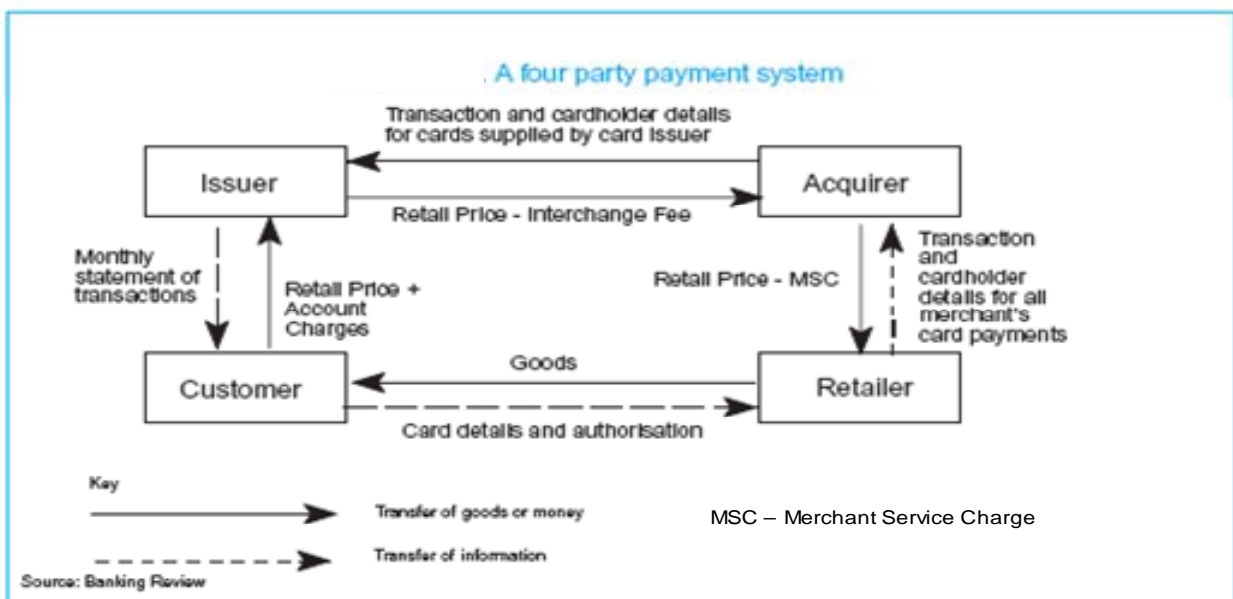 . A four party payment system
Transaction and cardholder details
for cards supplied by card issuer
Issuer
Acquirer
Retail Price - Interchange Fee
Monthly
statement of
transactions
Retail Price +
Account
Charges
Retail Price - MSC
Transaction
and
cardholder
details for all
merchant's
card payments
Goods
Customer
Retailer
Card details and authorisation
Key
Transfer of goods or money
MSC – Merchant Service Charge
Transfer of information
Source: Banking Review